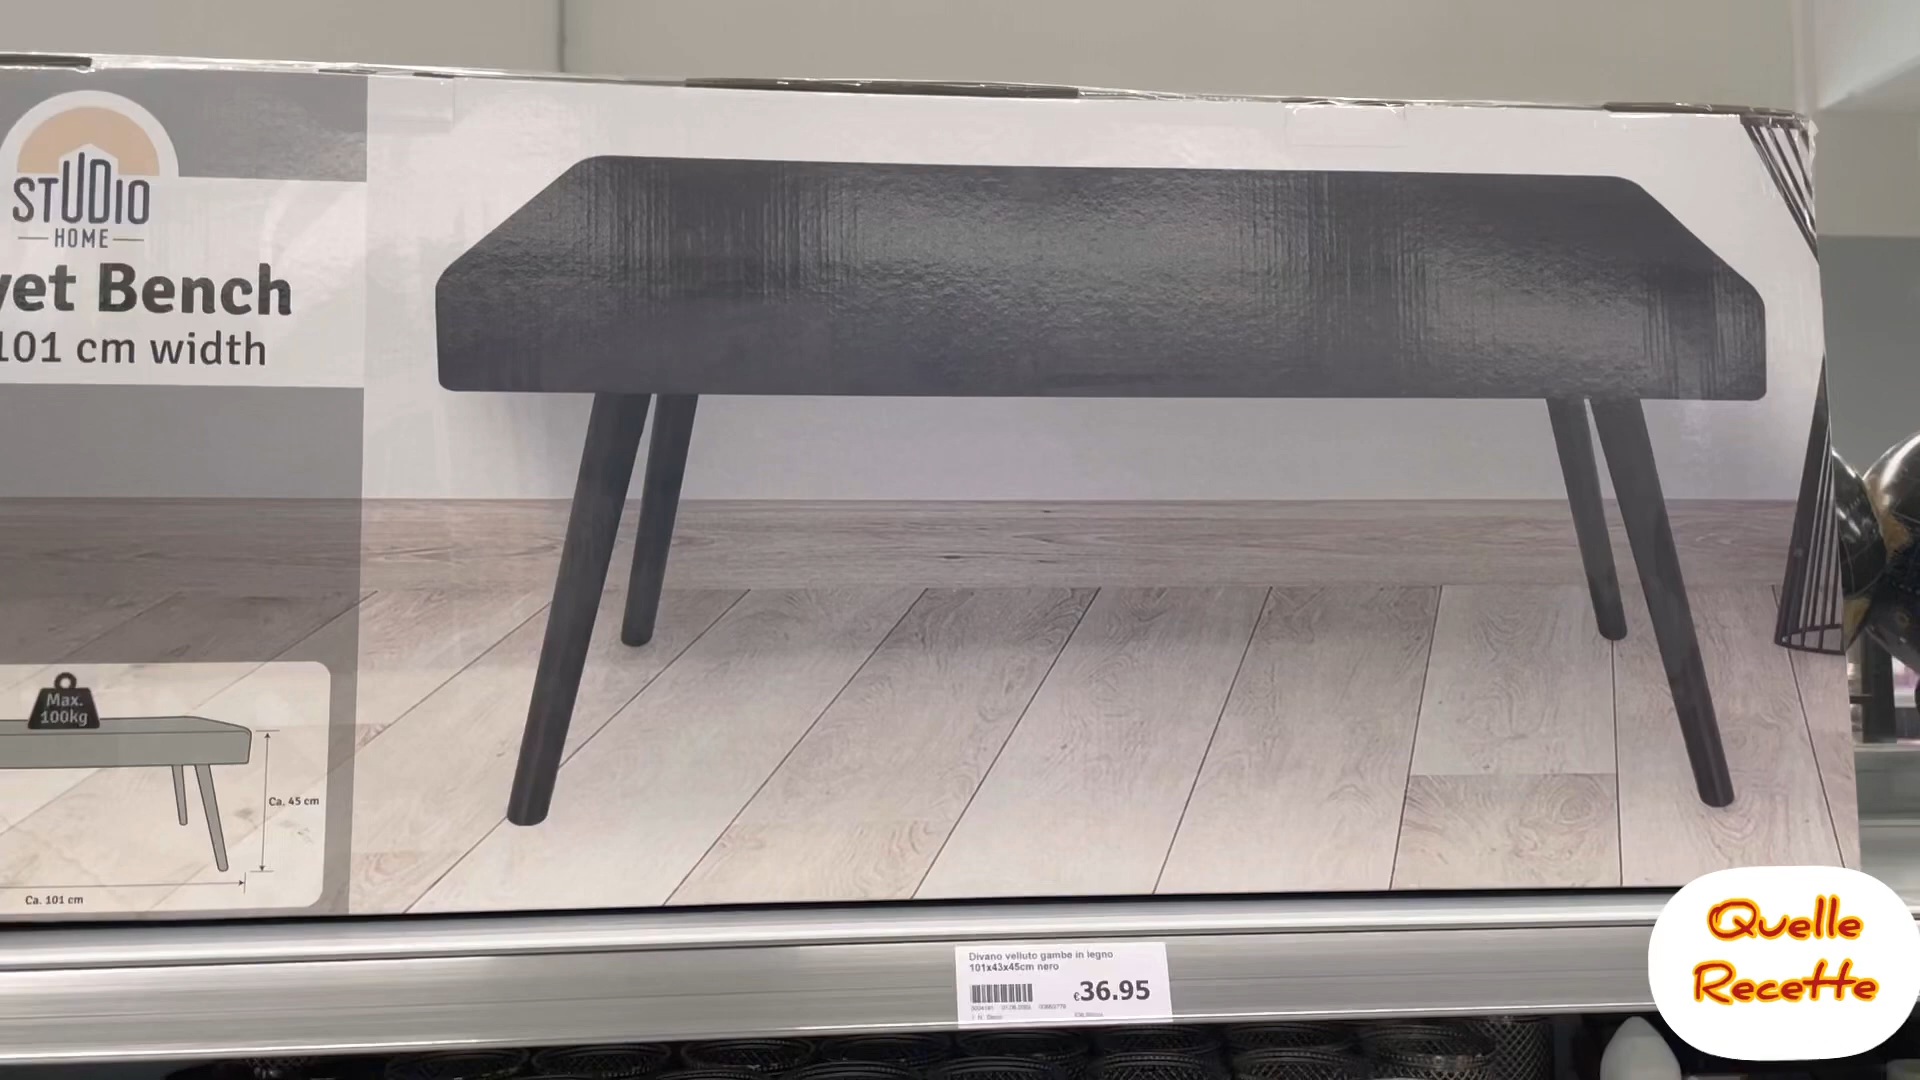 STUDIO
HOME
vet Bench
101 cm width
Max.
100kg
Ca. 45 cm
Ca. 101 cm
Divano velluto gambe in legno
101x43x45cm nero
€36.95
Quelle
Recette